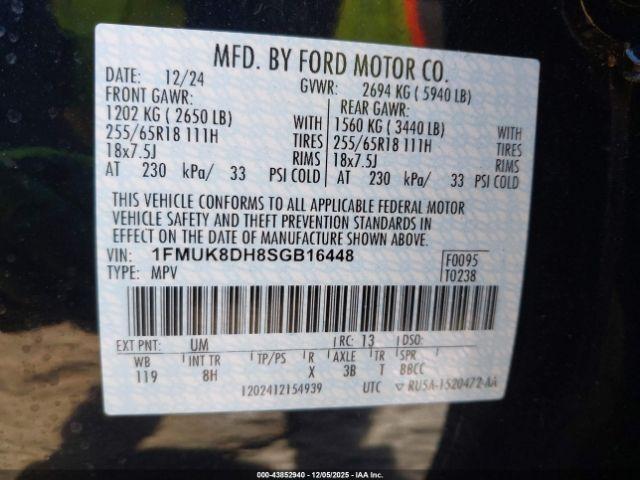 MFD. BY FORD MOTOR CO.
DATE: 12/24 GVWR: 2694 KG ( 5940 LB)
FRONT GAWR: REAR GAWR:
1202 KG ( 2650 LB) WITH 1560 KG ( 3440 LB) WITH
255/65R18 111H TIRES 255/65R18 111H TIRES
18x7.5J RIMS 18x7.5J RIMS
AT 230 kPa/ 33 PSI COLD AT 230 kPa/ 33 PSI COLD
THIS VEHICLE CONFORMS TO ALL APPLICABLE FEDERAL MOTOR
VEHICLE SAFETY AND THEFT PREVENTION STANDARDS IN
EFFECT ON THE DATE OF MANUFACTURE SHOWN ABOVE.
VIN: 1FMUK8DH8SGB16448 F0095
TYPE: MPV T0238
EXT PNT: UM RC: 13 DSO:
WB INT TR TP/PS R AXLE TR SPR
119 8H X 3B T BBCC
1202412154939 UTC RU5A-1520472-AA
000-43852940 - 12/05/2025 - IAA Inc.